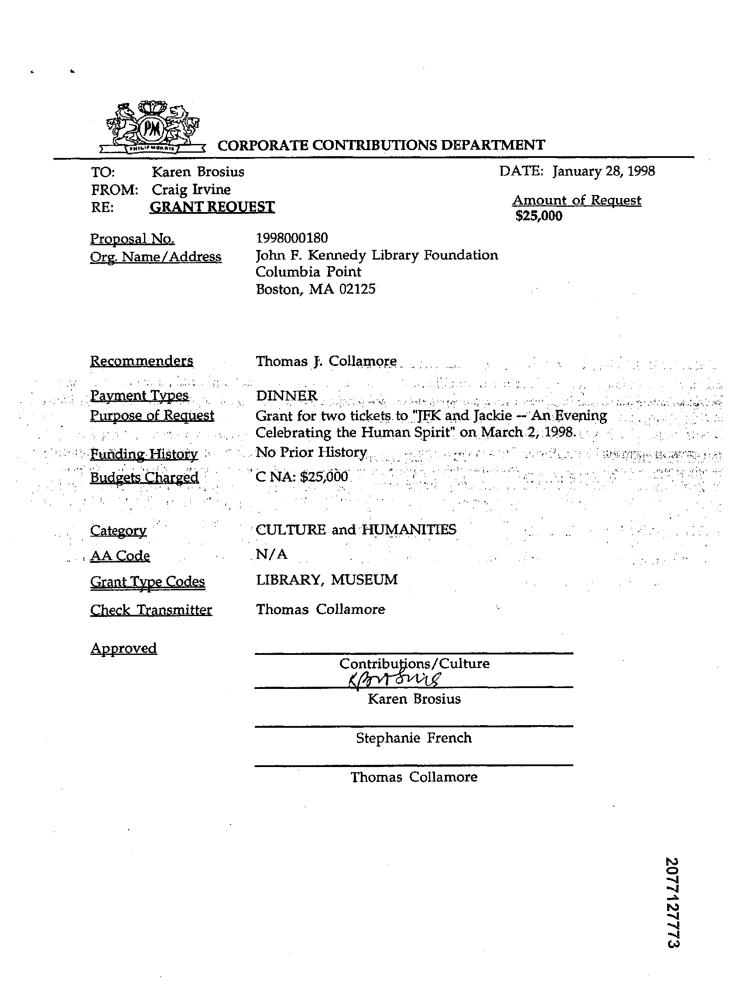 PM
PHILIP MORRIS
CORPORATE CONTRIBUTIONS DEPARTMENT
TO: Karen Brosius DATE: January 28, 1998
FROM: Craig Irvine
RE: GRANT REQUEST Amount of Request
$25,000
Proposal No. 1998000180
Org. Name/Address John F. Kennedy Library Foundation
Columbia Point
Boston, MA 02125
Recommenders Thomas J. Collamore
Payment Types DINNER
Purpose of Request Grant for two tickets to "JFK and Jackie -- An Evening
Celebrating the Human Spirit" on March 2, 1998.
Funding History No Prior History
Budgets Charged C NA: $25,000
Category CULTURE and HUMANITIES
AA Code N/A
Grant Type Codes LIBRARY, MUSEUM
Check Transmitter Thomas Collamore
Approved
Contributions/Culture
KBrosius
Karen Brosius
Stephanie French
Thomas Collamore
2077127773